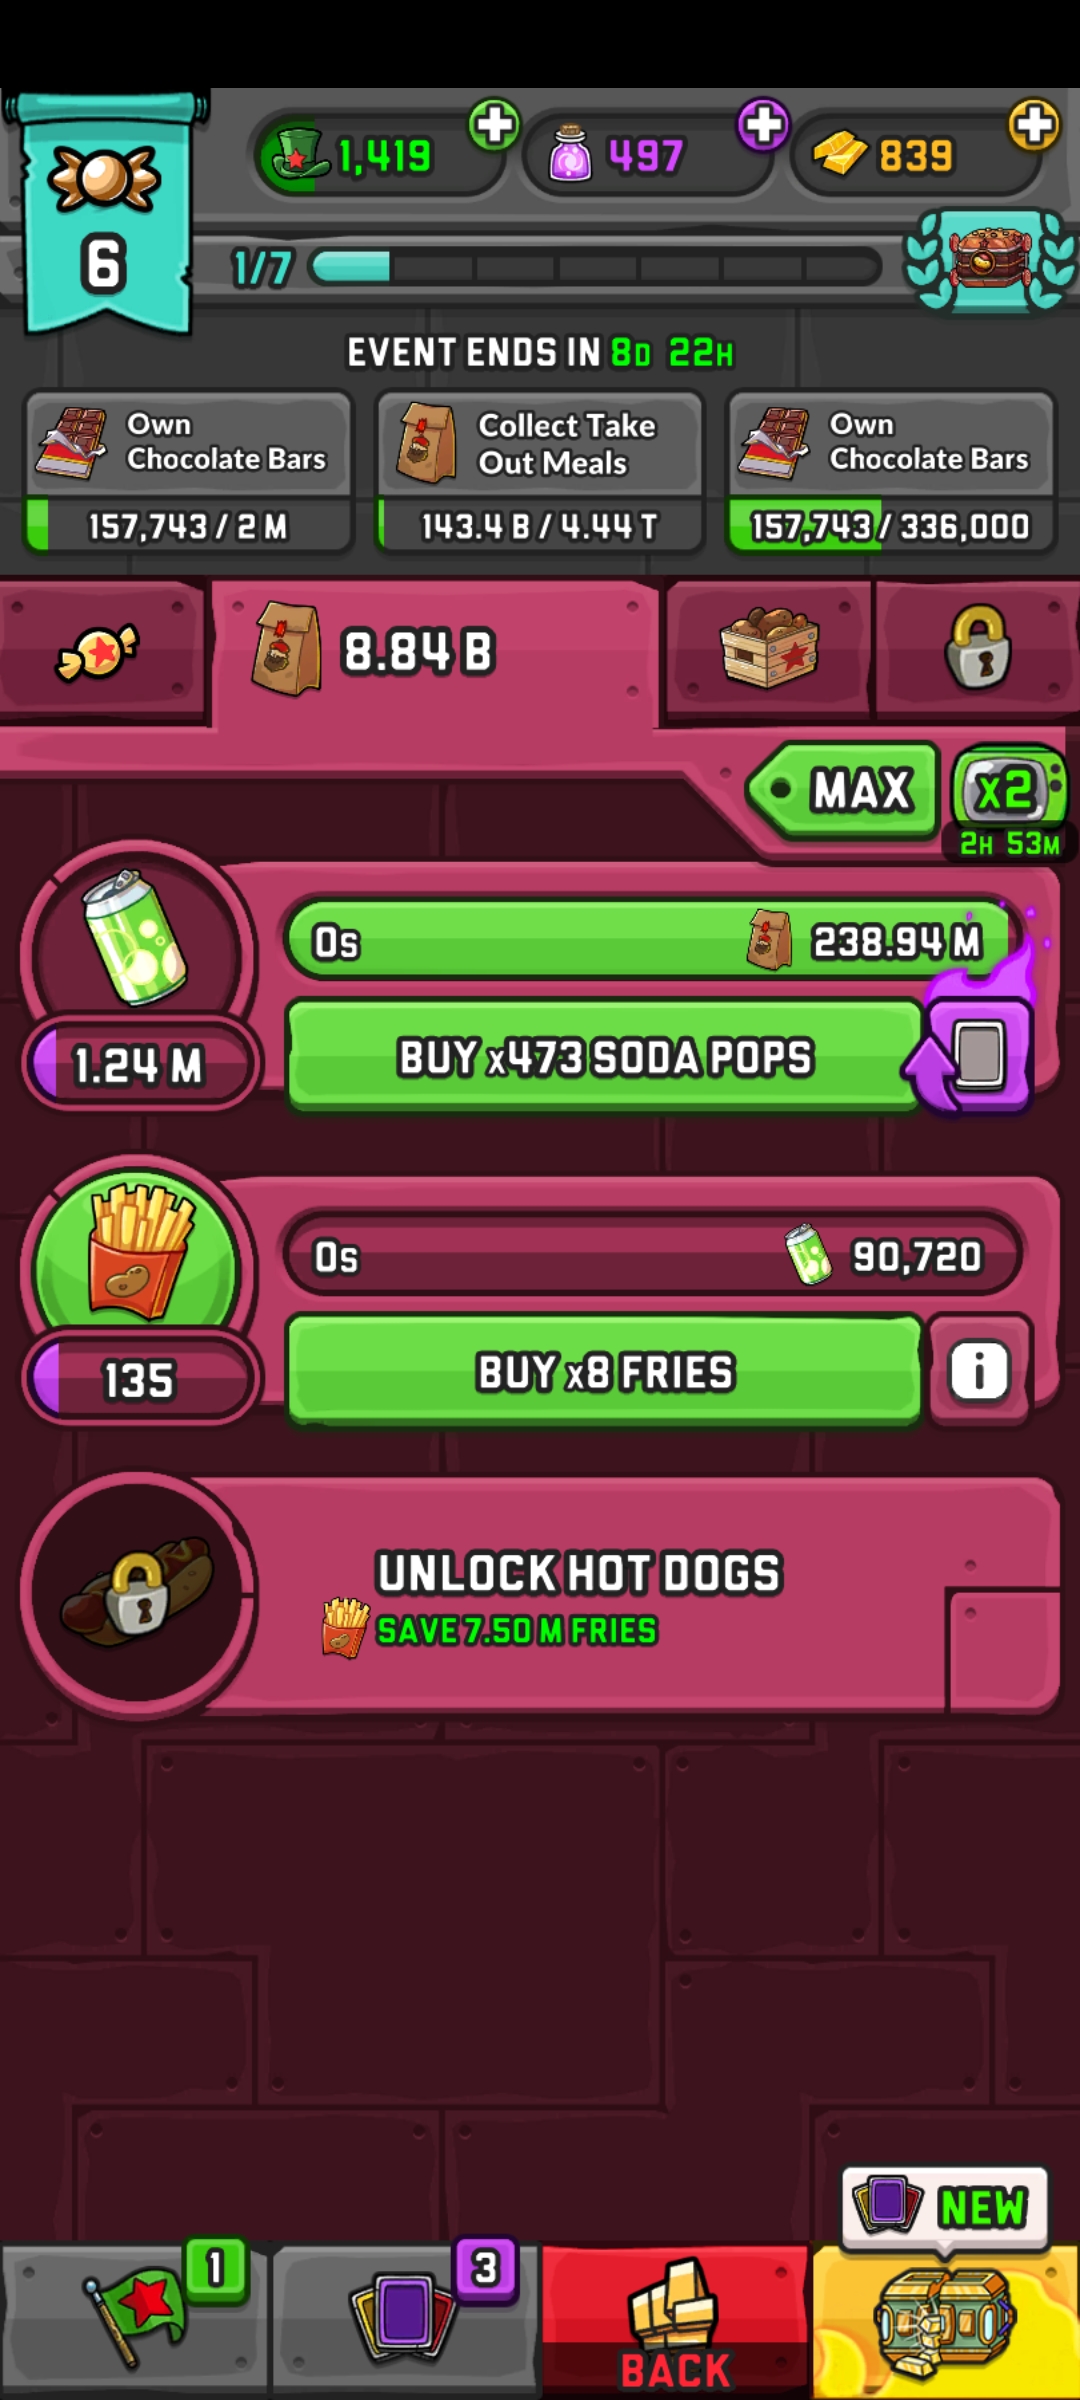 1,419
497
839
6
1/7
EVENT ENDS IN 8D 22H
Own
Chocolate Bars
157,743 / 2 M
Collect Take
Out Meals
143.4 B / 4.44 T
Own
Chocolate Bars
157,743 / 336,000
8.84 B
MAX
x2
2H 53M
0s
238.94 M
1.24 M
BUY x473 SODA POPS
0s
90,720
135
BUY x8 FRIES
i
UNLOCK HOT DOGS
SAVE 7.50 M FRIES
NEW
1
3
BACK